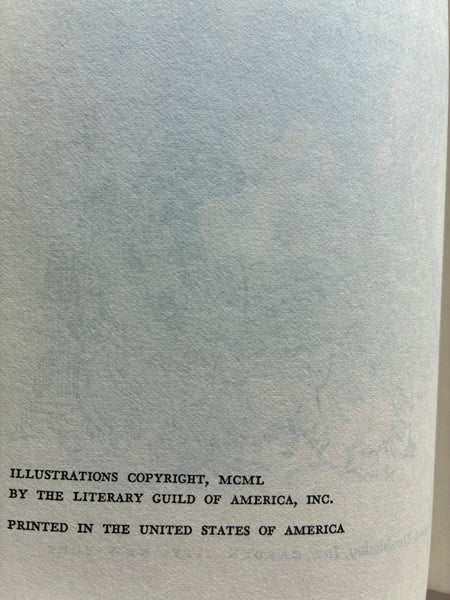 ILLUSTRATIONS COPYRIGHT, MCML
BY THE LITERARY GUILD OF AMERICA, INC.
PRINTED IN THE UNITED STATES OF AMERICA